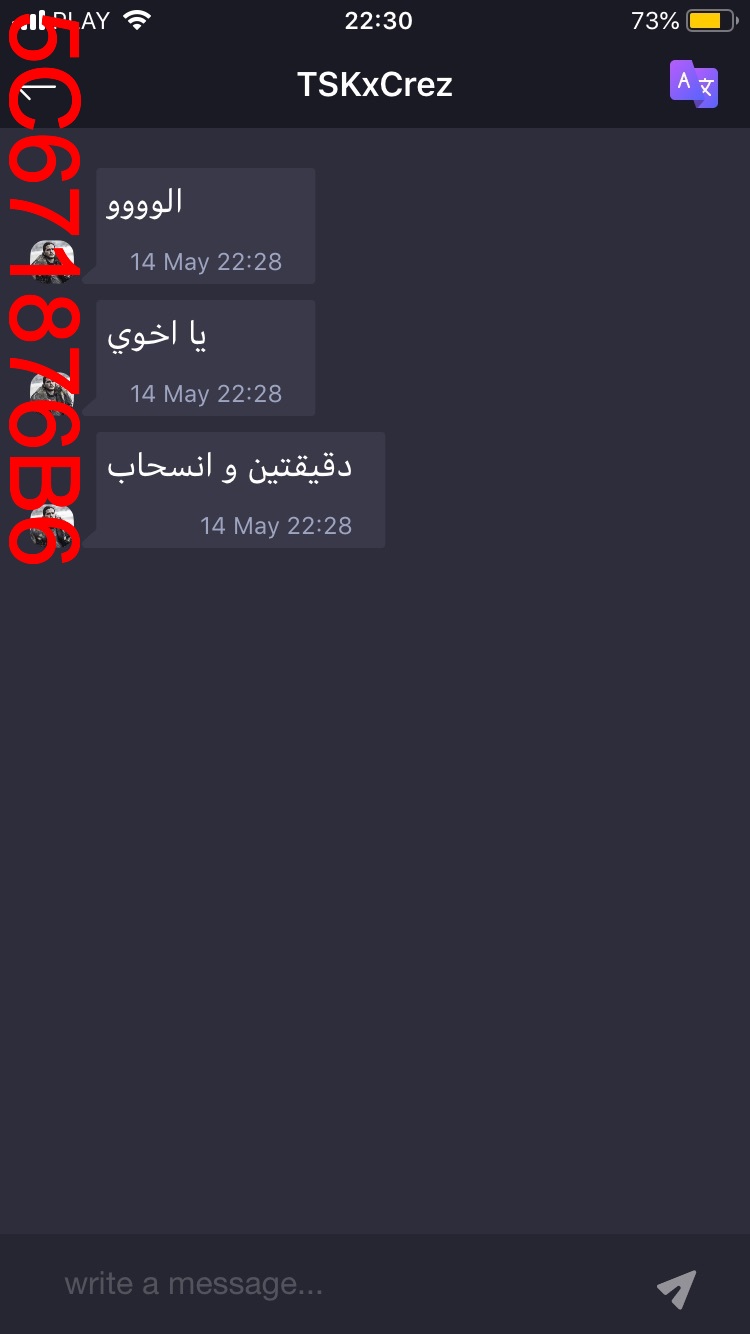 PLAY 22:30 73%
TSKxCrez
الوووو
14 May 22:28
يا اخوي
14 May 22:28
دقيقتين و انسحاب
14 May 22:28
write a message...
5C671876B6